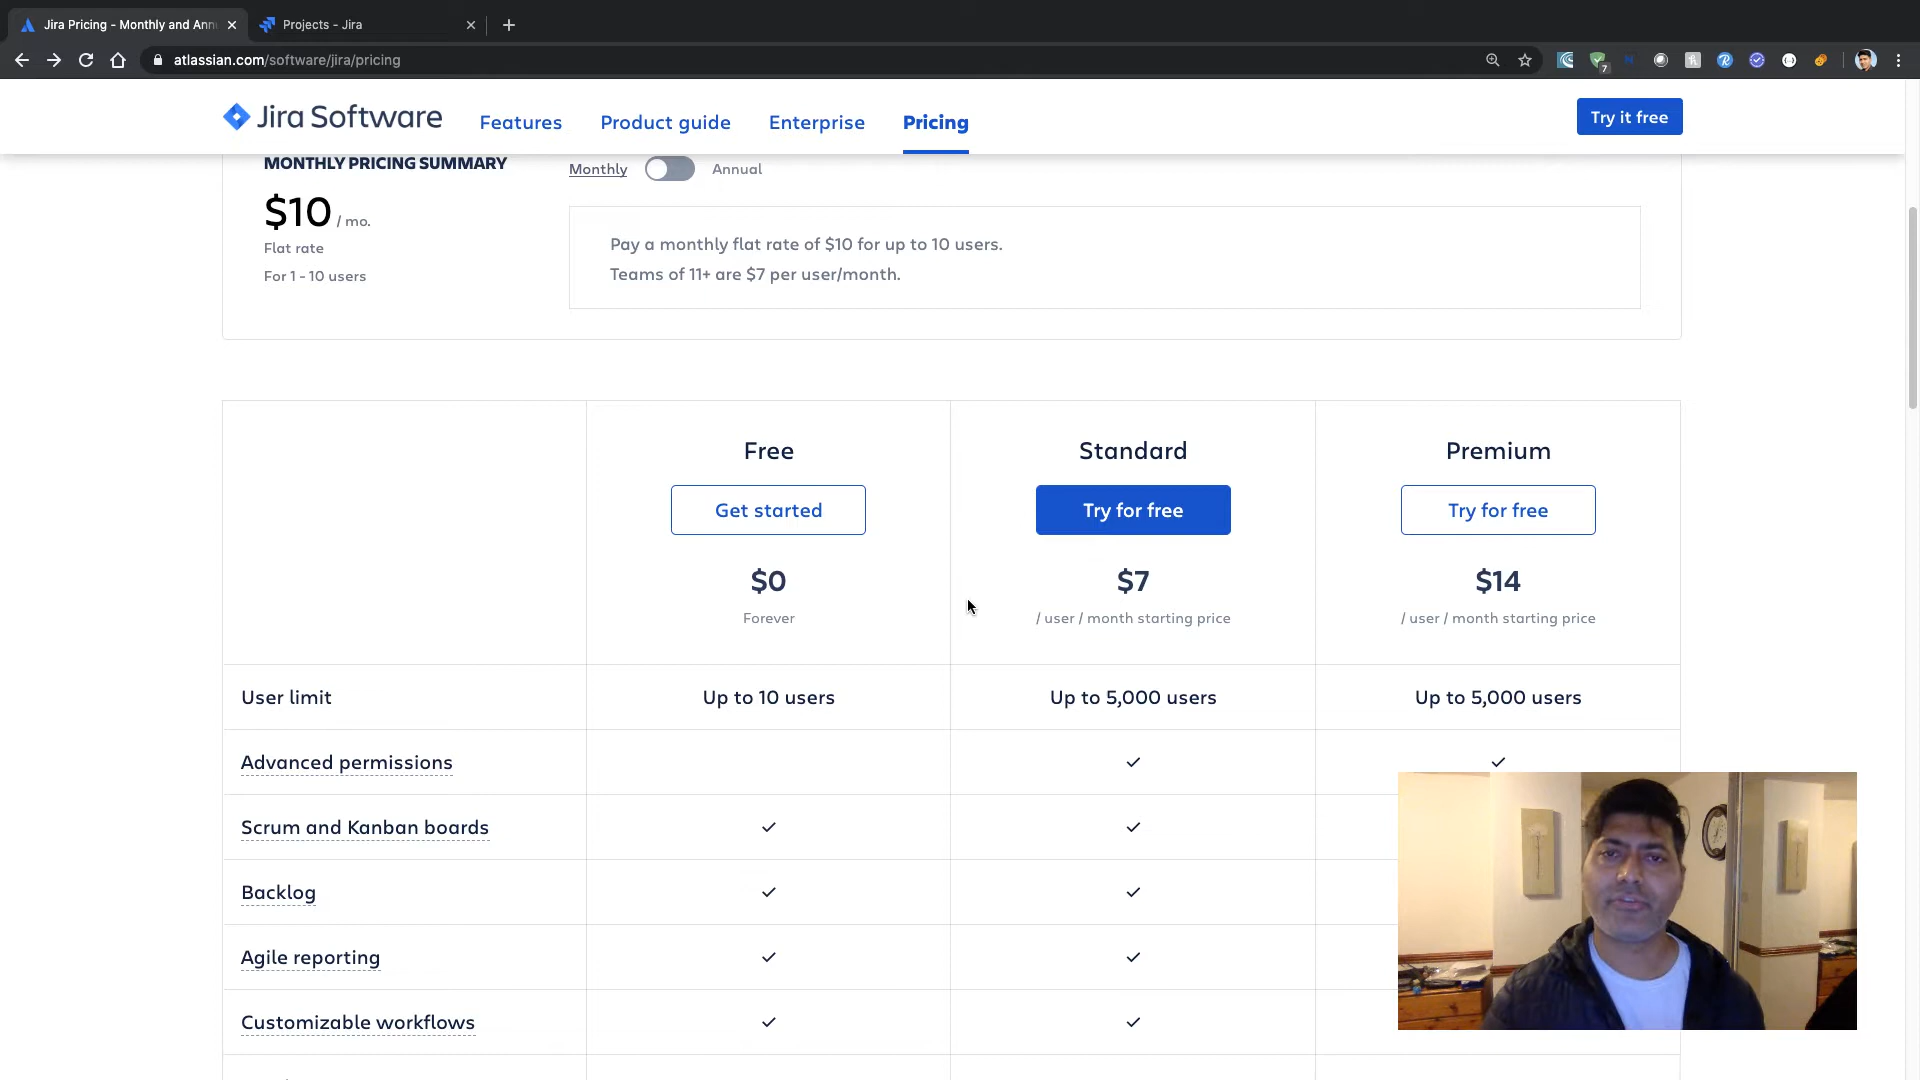 Jira Pricing - Monthly and Ann
Projects - Jira
atlassian.com/software/jira/pricing
7
Jira Software
Features
Product guide
Enterprise
Pricing
Try it free
MONTHLY PRICING SUMMARY
Monthly
Annual
$10 / mo.
Flat rate
For 1 - 10 users
Pay a monthly flat rate of $10 for up to 10 users.
Teams of 11+ are $7 per user/month.
Free
Standard
Premium
Get started
Try for free
Try for free
$0
$7
$14
Forever
/ user / month starting price
/ user / month starting price
User limit
Up to 10 users
Up to 5,000 users
Up to 5,000 users
Advanced permissions
Scrum and Kanban boards
Backlog
Agile reporting
Customizable workflows